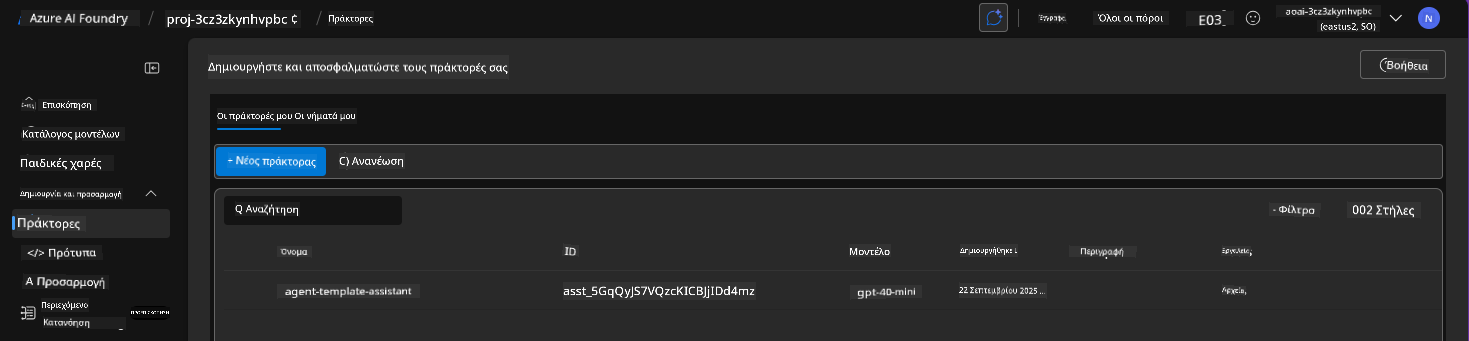 Azure AI Foundry / proj-3cz3zkynhvpbc ¢ / Πράκτορες
Έγγραφα Όλοι οι πόροι E03_ aoai-3cz3zkynhvpbc
(eastus2, SO)
N
Δημιουργήστε και αποσφαλματώστε τους πράκτορές σας
Βοήθεια
Επισκόπηση
Κατάλογος μοντέλων
Παιδικές χαρές
Δημιουργία και προσαρμογή
Πράκτορες
</> Πρότυπα
A Προσαρμογή
Περιεχόμενο
Κατανόηση
Οι πράκτορές μου Οι νήματά μου
+ Νέος πράκτορας
C) Ανανέωση
Q Αναζήτηση
- Φίλτρα
002 Στήλες
Όνομα ID Μοντέλο Δημιουργήθηκε Περιγραφή Εργαλεία
agent-template-assistant asst_5GqQyJS7VQzcKICBJjIDd4mz gpt-40-mini 22 Σεπτεμβρίου 2025 ... Αρχεία,